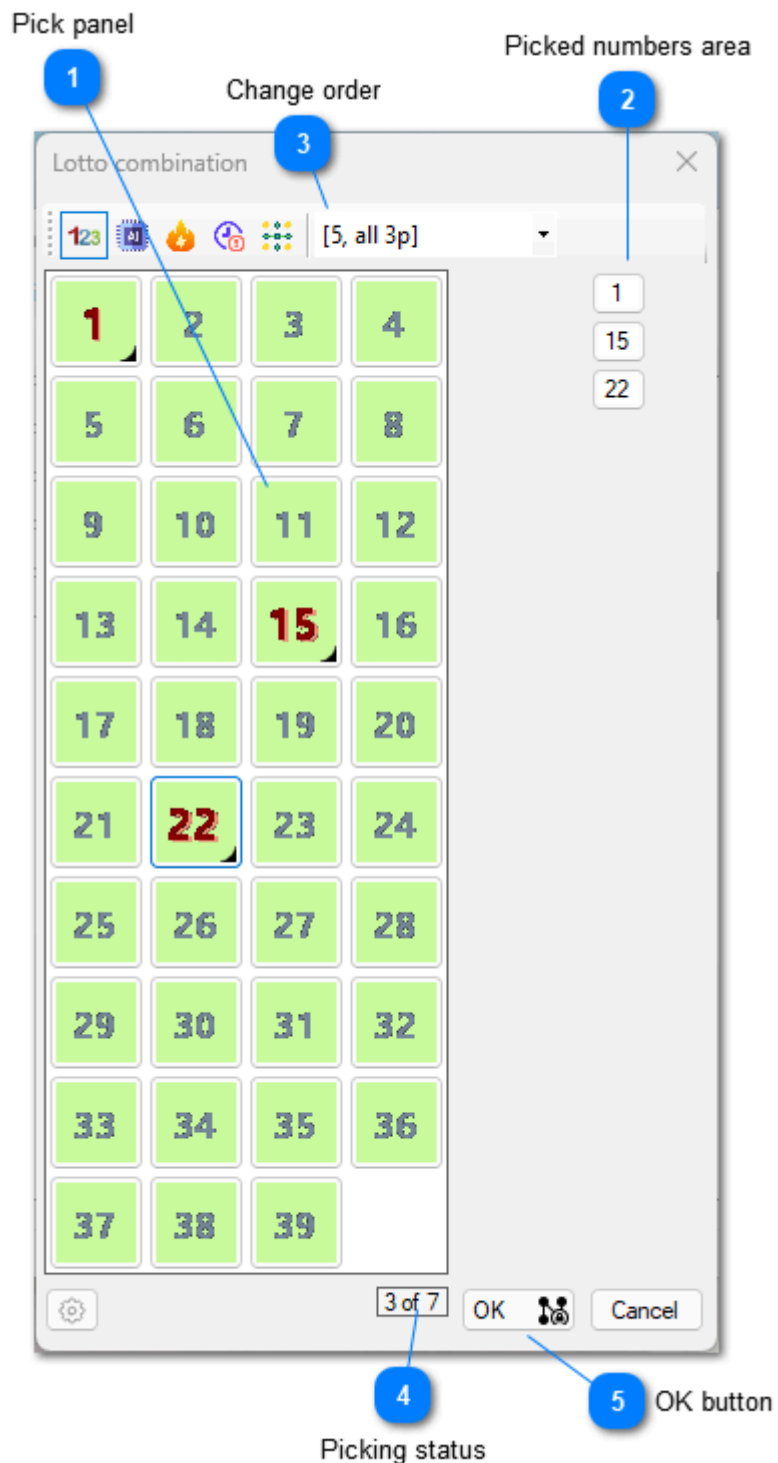 Pick panel
1
Picked numbers area
2
Change order
3
Lotto combination
123 AI [5, all 3p]
1 2 3 4
1
15
22
5 6 7 8
9 10 11 12
13 14 15 16
17 18 19 20
21 22 23 24
25 26 27 28
29 30 31 32
33 34 35 36
37 38 39
3 of 7 OK Cancel
4
5 OK button
Picking status